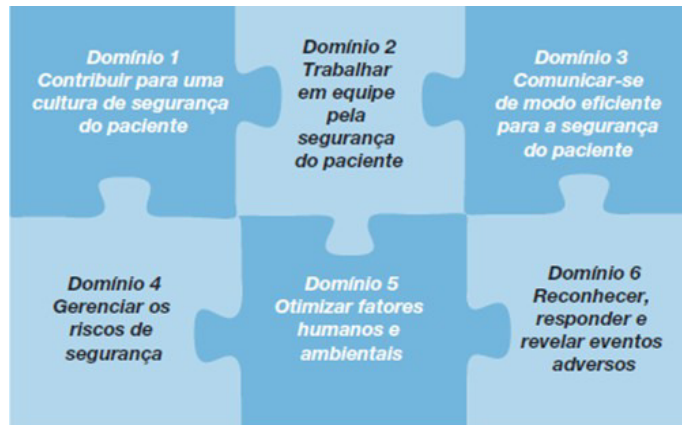 Domínio 1
Contribuir para uma
cultura de segurança
do paciente
Domínio 2
Trabalhar
em equipe
pela
segurança
do paciente
Domínio 3
Comunicar-se
de modo eficiente
para a segurança
do paciente
Domínio 4
Gerenciar os
riscos de
segurança
Domínio 5
Otimizar fatores
humanos e
ambientais
Domínio 6
Reconhecer,
responder e
revelar eventos
adversos